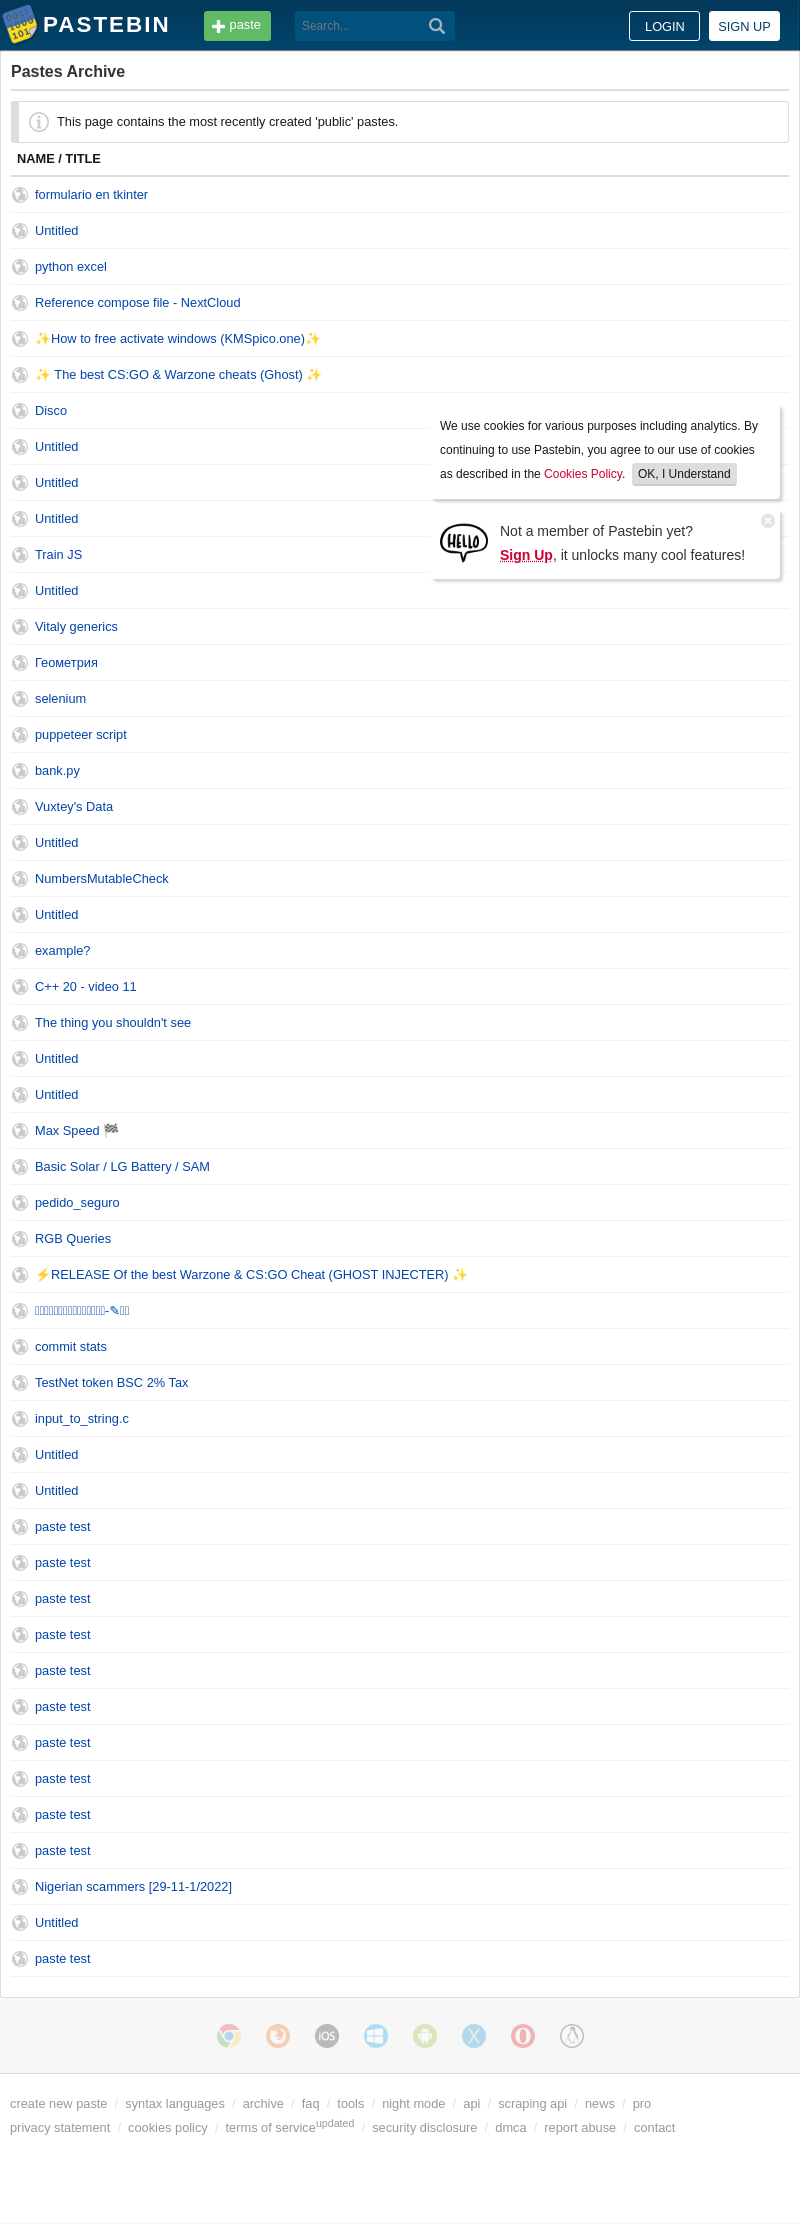 PASTEBIN
paste
Search...
LOGIN
SIGN UP
Pastes Archive
This page contains the most recently created 'public' pastes.
NAME / TITLE
formulario en tkinter
Untitled
python excel
Reference compose file - NextCloud
✨How to free activate windows (KMSpico.one)✨
✨ The best CS:GO & Warzone cheats (Ghost) ✨
Disco
We use cookies for various purposes including analytics. By
continuing to use Pastebin, you agree to our use of cookies
as described in the Cookies Policy. OK, I Understand
Untitled
Untitled
Untitled
HELLO
Not a member of Pastebin yet?
Sign Up, it unlocks many cool features!
Train JS
Untitled
Vitaly generics
Геометрия
selenium
puppeteer script
bank.py
Vuxtey's Data
Untitled
NumbersMutableCheck
Untitled
example?
C++ 20 - video 11
The thing you shouldn't see
Untitled
Untitled
Max Speed 🏁
Basic Solar / LG Battery / SAM
pedido_seguro
RGB Queries
⚡RELEASE Of the best Warzone & CS:GO Cheat (GHOST INJECTER) ✨
commit stats
TestNet token BSC 2% Tax
input_to_string.c
Untitled
Untitled
paste test
paste test
paste test
paste test
paste test
paste test
paste test
paste test
paste test
paste test
Nigerian scammers [29-11-1/2022]
Untitled
paste test
iOS
create new paste / syntax languages / archive / faq / tools / night mode / api / scraping api / news / pro
privacy statement / cookies policy / terms of service updated / security disclosure / dmca / report abuse / contact